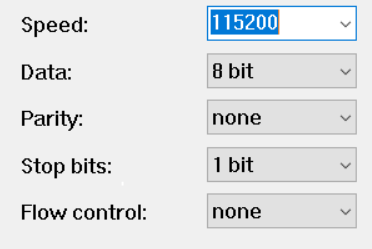 Speed: 115200
Data: 8 bit
Parity: none
Stop bits: 1 bit
Flow control: none